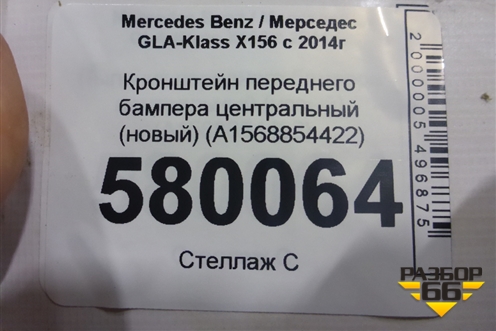 Mercedes Benz / Мерседес
GLA-Klass X156 с 2014г
Кронштейн переднего
бампера центральный
(новый) (A1568854422)
580064
Стеллаж С
2000005496875
РАЗБОР
66